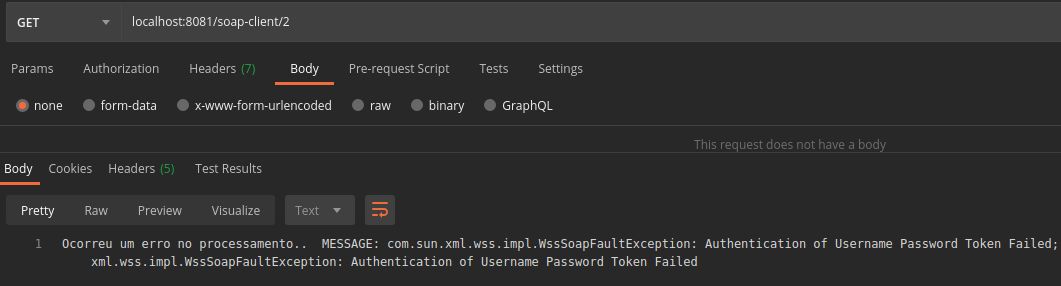 GET localhost:8081/soap-client/2
Params Authorization Headers (7) Body Pre-request Script Tests Settings
none form-data x-www-form-urlencoded raw binary GraphQL
This request does not have a body
Body Cookies Headers (5) Test Results
Pretty Raw Preview Visualize Text
1 Ocorreu um erro no processamento.. MESSAGE: com.sun.xml.wss.impl.WssSoapFaultException: Authentication of Username Password Token Failed;
xml.wss.impl.WssSoapFaultException: Authentication of Username Password Token Failed